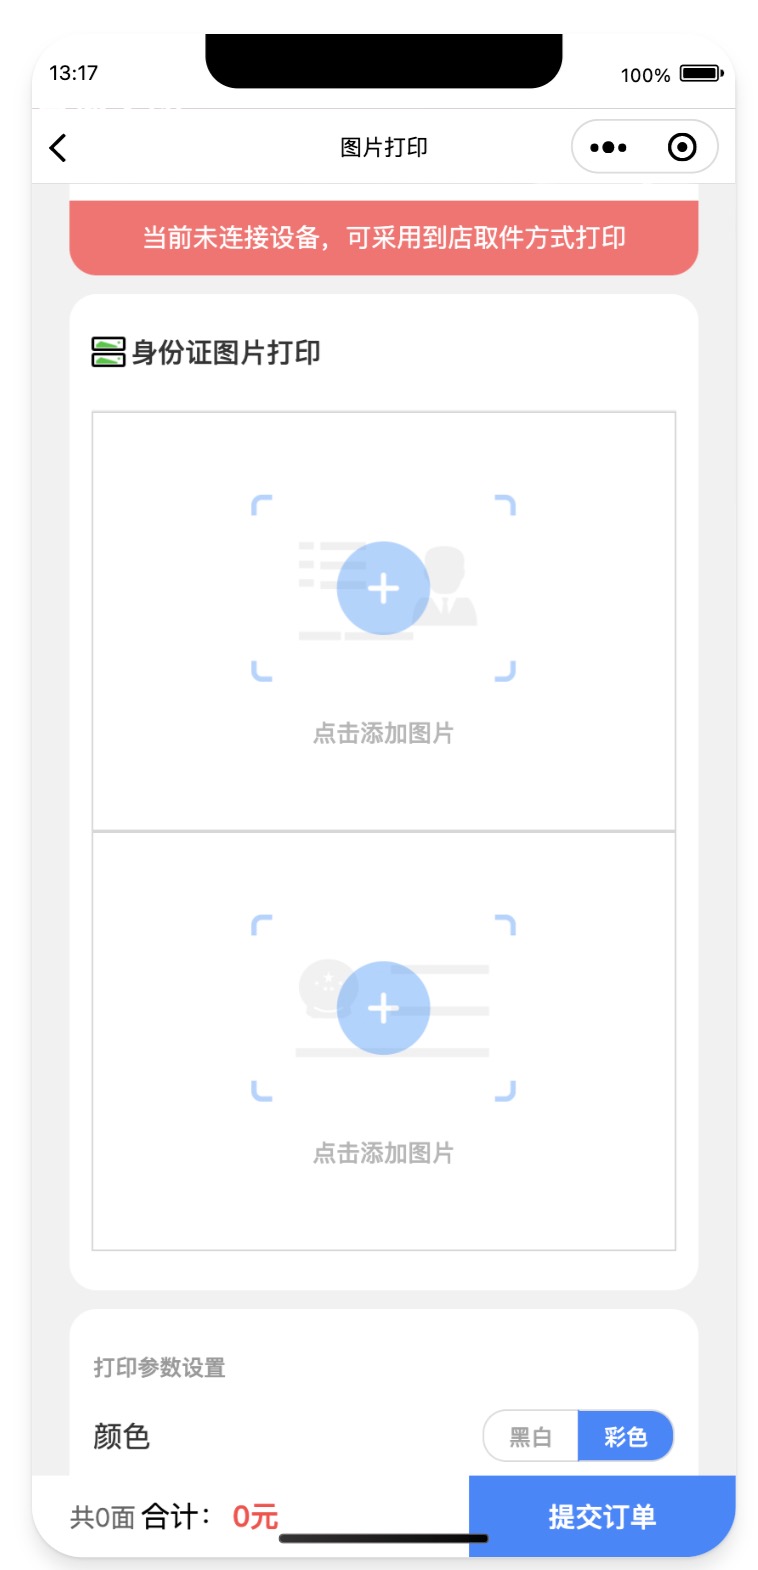 13:17
100%
图片打印
当前未连接设备，可采用到店取件方式打印
身份证图片打印
点击添加图片
点击添加图片
打印参数设置
颜色
黑白
彩色
共0面 合计： 0元
提交订单